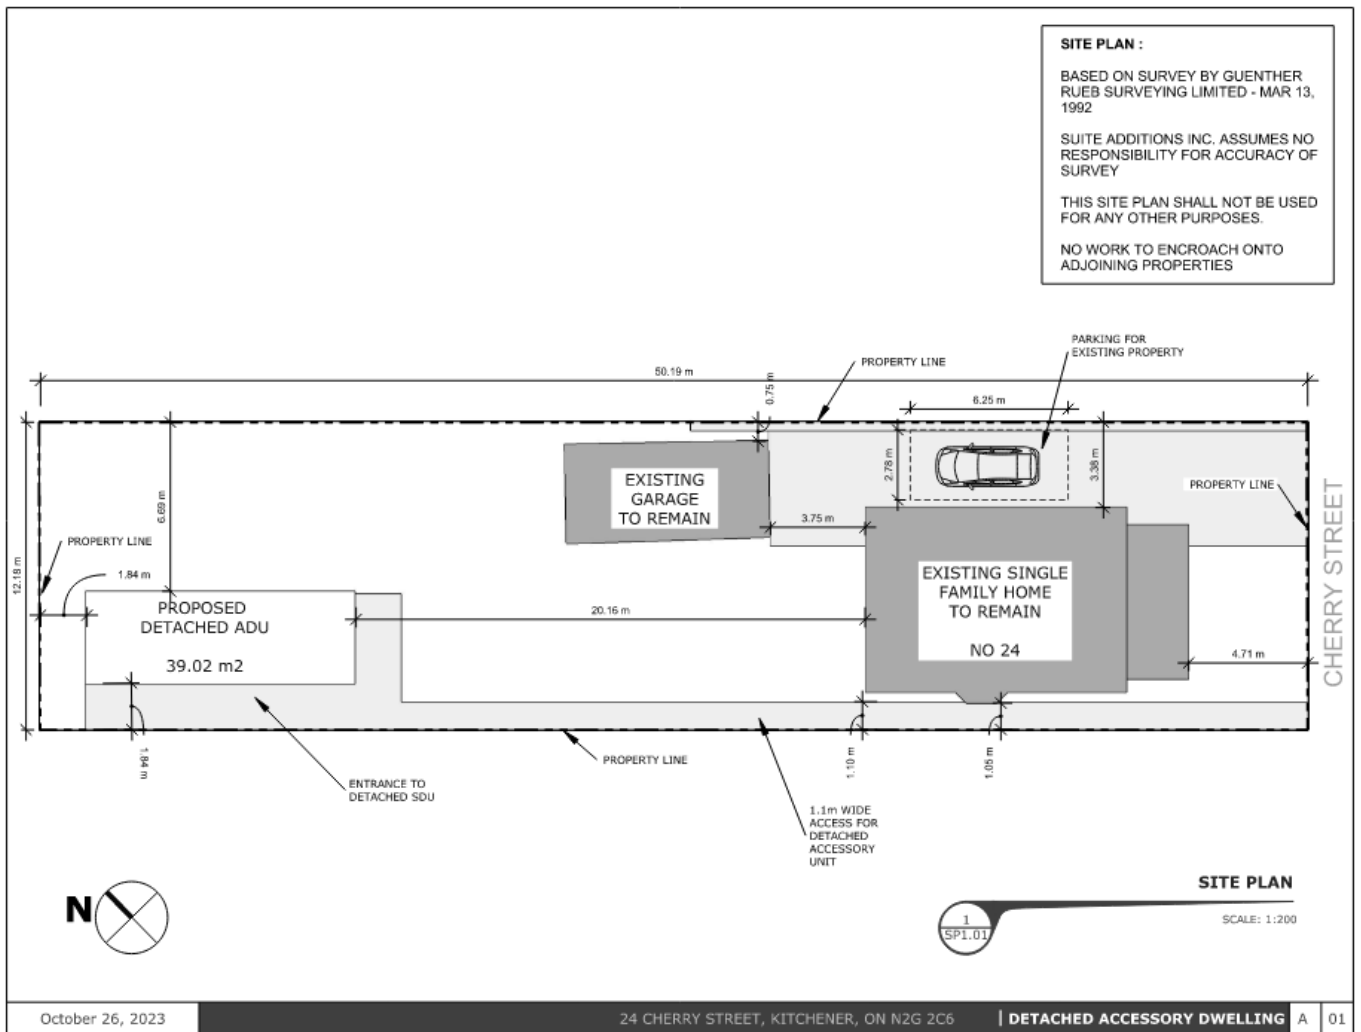 SITE PLAN :
BASED ON SURVEY BY GUENTHER
RUEB SURVEYING LIMITED - MAR 13,
1992
SUITE ADDITIONS INC. ASSUMES NO
RESPONSIBILITY FOR ACCURACY OF
SURVEY
THIS SITE PLAN SHALL NOT BE USED
FOR ANY OTHER PURPOSES.
NO WORK TO ENCROACH ONTO
ADJOINING PROPERTIES
PARKING FOR
EXISTING PROPERTY
PROPERTY LINE
50.19 m
0.75 m
6.25 m
2.78 m
3.38 m
EXISTING
GARAGE
TO REMAIN
PROPERTY LINE
6.69 m
3.75 m
PROPERTY LINE
12.18 m
1.84 m
EXISTING SINGLE
FAMILY HOME
TO REMAIN
NO 24
PROPOSED
DETACHED ADU
39.02 m2
20.16 m
4.71 m
CHERRY STREET
1.84 m
PROPERTY LINE
1.10 m
1.05 m
ENTRANCE TO
DETACHED SDU
1.1m WIDE
ACCESS FOR
DETACHED
ACCESSORY
UNIT
N
SITE PLAN
1
SP1.01
SCALE: 1:200
October 26, 2023
24 CHERRY STREET, KITCHENER, ON N2G 2C6 | DETACHED ACCESSORY DWELLING A 01